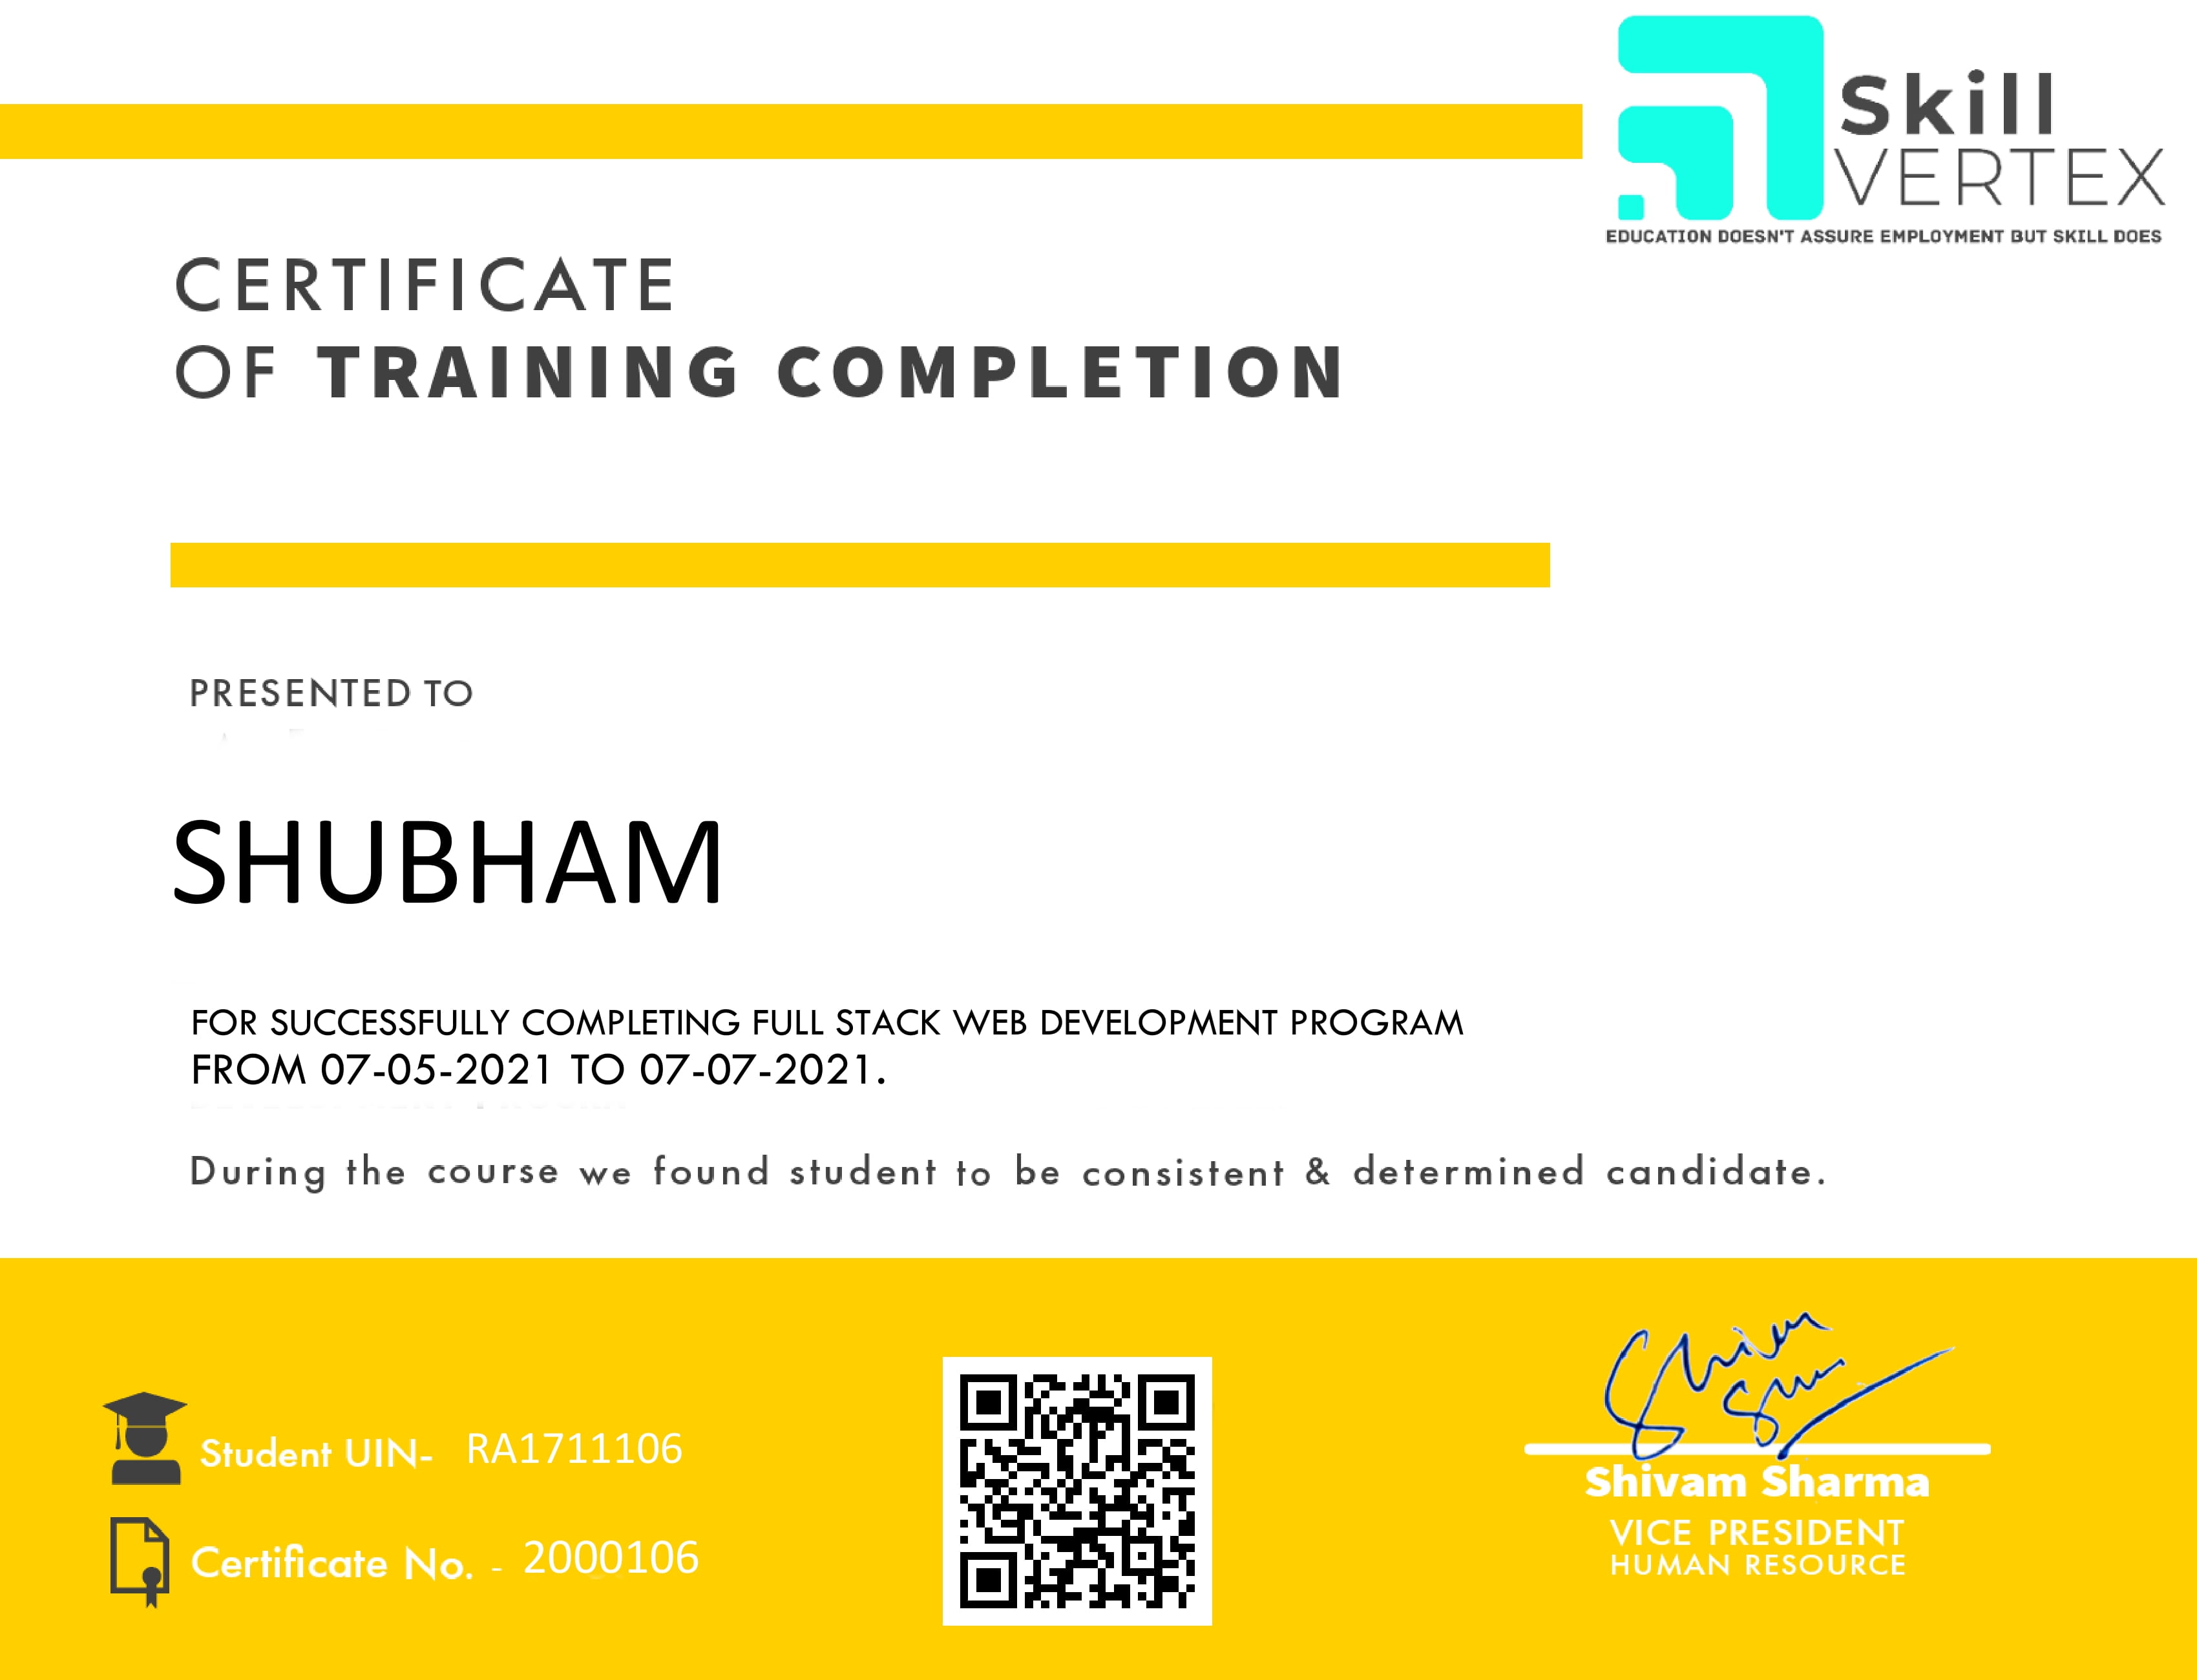 Skill
VERTEX
EDUCATION DOESN'T ASSURE EMPLOYMENT BUT SKILL DOES
CERTIFICATE
OF TRAINING COMPLETION
PRESENTED TO
SHUBHAM
FOR SUCCESSFULLY COMPLETING FULL STACK WEB DEVELOPMENT PROGRAM
FROM 07-05-2021 TO 07-07-2021.
During the course we found student to be consistent & determined candidate.
Student UIN- RA1711106
Certificate No. - 2000106
Shivam Sharma
VICE PRESIDENT
HUMAN RESOURCE